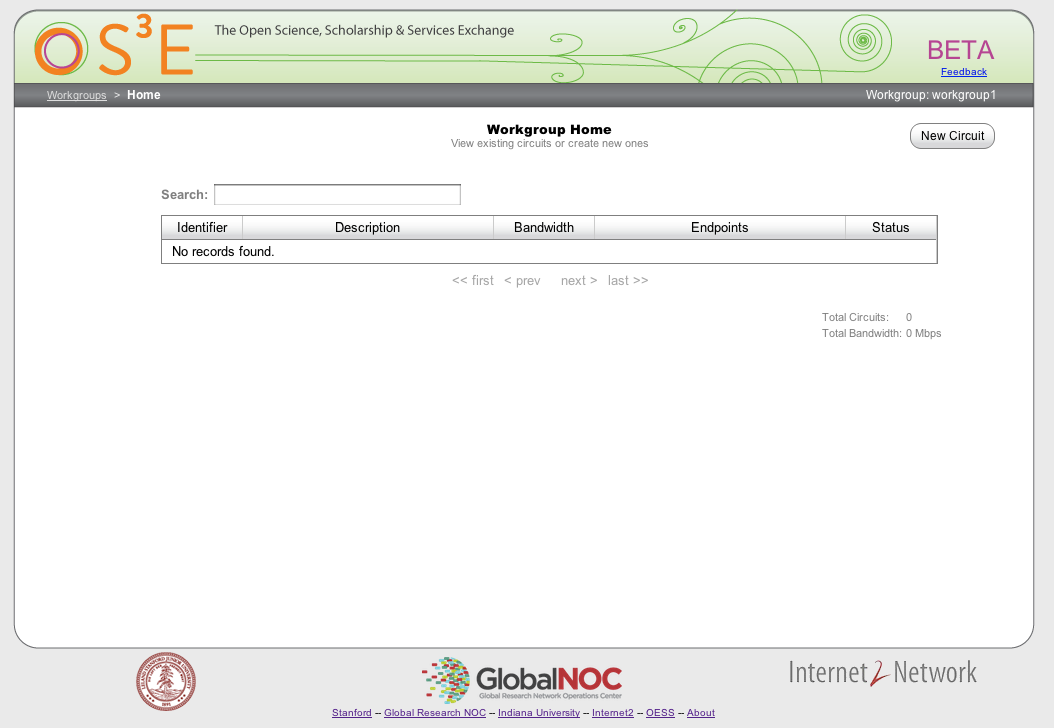 OS3E
The Open Science, Scholarship & Services Exchange
BETA
Feedback
Workgroups > Home
Workgroup: workgroup1
Workgroup Home
View existing circuits or create new ones
New Circuit
Search:
Identifier Description Bandwidth Endpoints Status
No records found.
<< first < prev next > last >>
Total Circuits: 0
Total Bandwidth: 0 Mbps
GlobalNOC
Global Research Network Operations Center
Internet2 Network
Stanford -- Global Research NOC -- Indiana University -- Internet2 -- OESS -- About